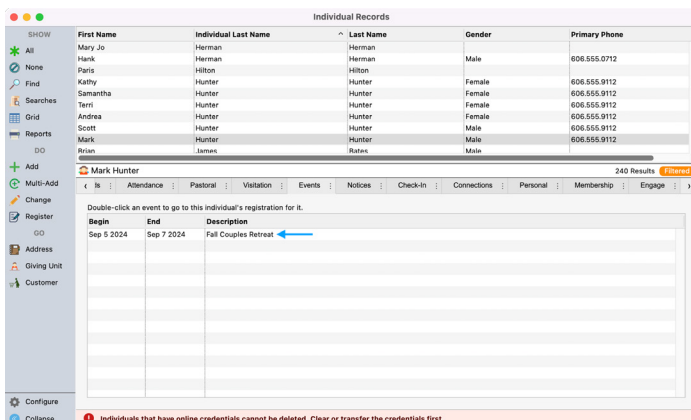 Individual Records
SHOW
All
None
Find
Searches
Grid
Reports
DO
Add
Multi-Add
Change
Register
GO
Address
Giving Unit
Customer
Configure
Collapse
First Name Individual Last Name ^ Last Name Gender Primary Phone
Mary Jo Herman Herman
Hank Herman Herman Male 606.555.0712
Paris Hilton Hilton
Kathy Hunter Hunter Female 606.555.9112
Samantha Hunter Hunter Female 606.555.9112
Terri Hunter Hunter Female 606.555.9112
Andrea Hunter Hunter Female 606.555.9112
Scott Hunter Hunter Male 606.555.9112
Mark Hunter Hunter Male 606.555.9112
Brian James Bates Male
Mark Hunter 240 Results Filtered
ls Attendance Pastoral Visitation Events Notices Check-In Connections Personal Membership Engage
Double-click an event to go to this individual's registration for it.
Begin End Description
Sep 5 2024 Sep 7 2024 Fall Couples Retreat
Individuals that have online credentials cannot be deleted. Clear or transfer the credentials first.